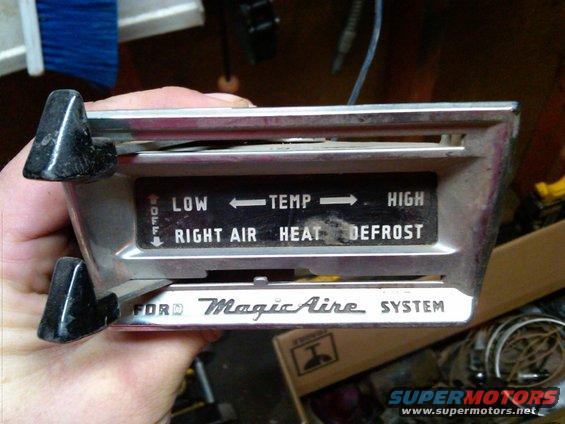 OFF
LOW ← TEMP → HIGH
RIGHT AIR HEAT DEFROST
FORD MagicAire SYSTEM
SUPERMOTORS
www.supermotors.net